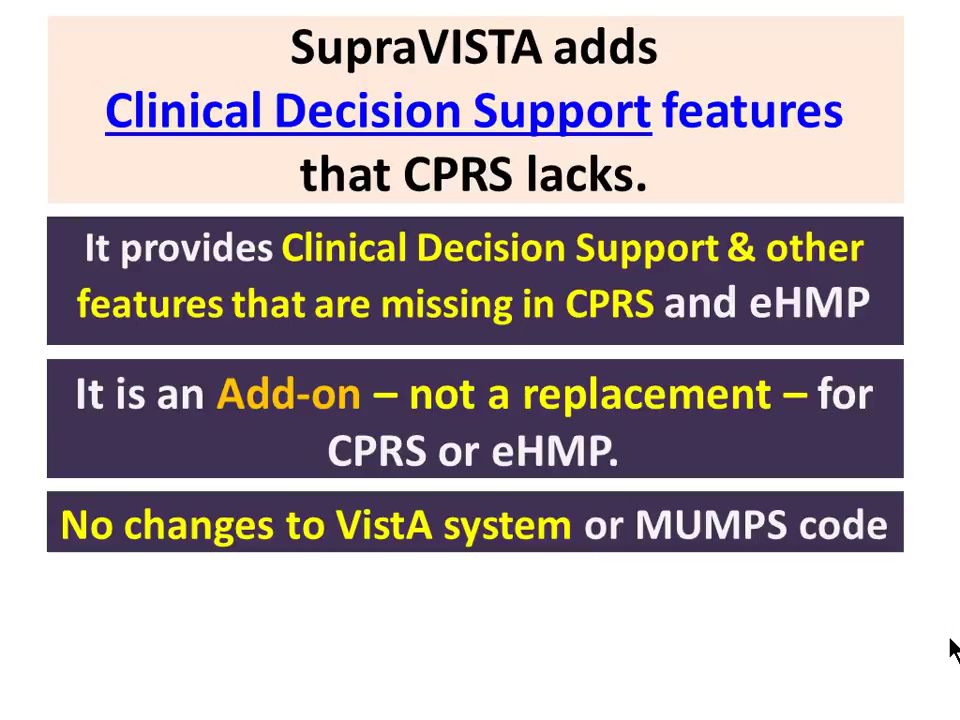 SupraVISTA adds
Clinical Decision Support features
that CPRS lacks.
It provides Clinical Decision Support & other
features that are missing in CPRS and eHMP
It is an Add-on – not a replacement – for
CPRS or eHMP.
No changes to VistA system or MUMPS code